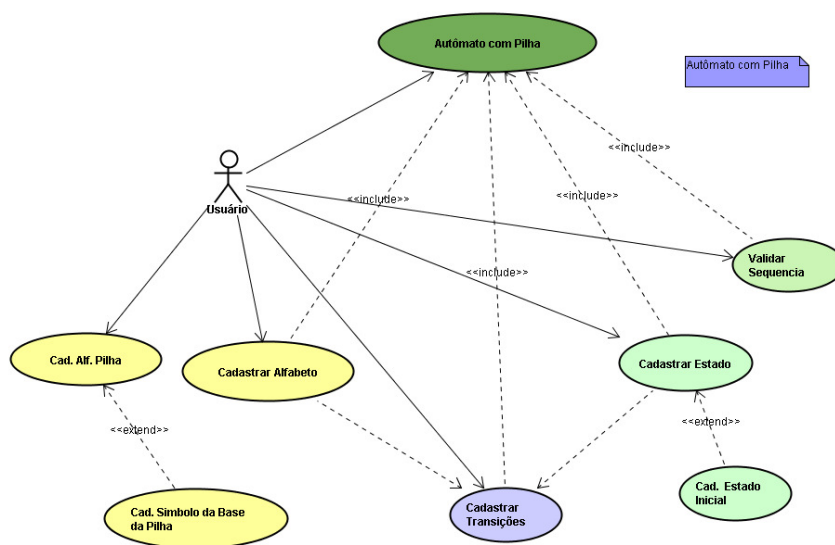 Autômato com Pilha
Autômato com Pilha
<<include>>
Usuário
<<include>>
<<include>>
<<include>>
Validar
Sequencia
Cad. Alf. Pilha
Cadastrar Alfabeto
Cadastrar Estado
<<extend>>
<<extend>>
Cad. Simbolo da Base
da Pilha
Cadastrar
Transições
Cad. Estado
Inicial